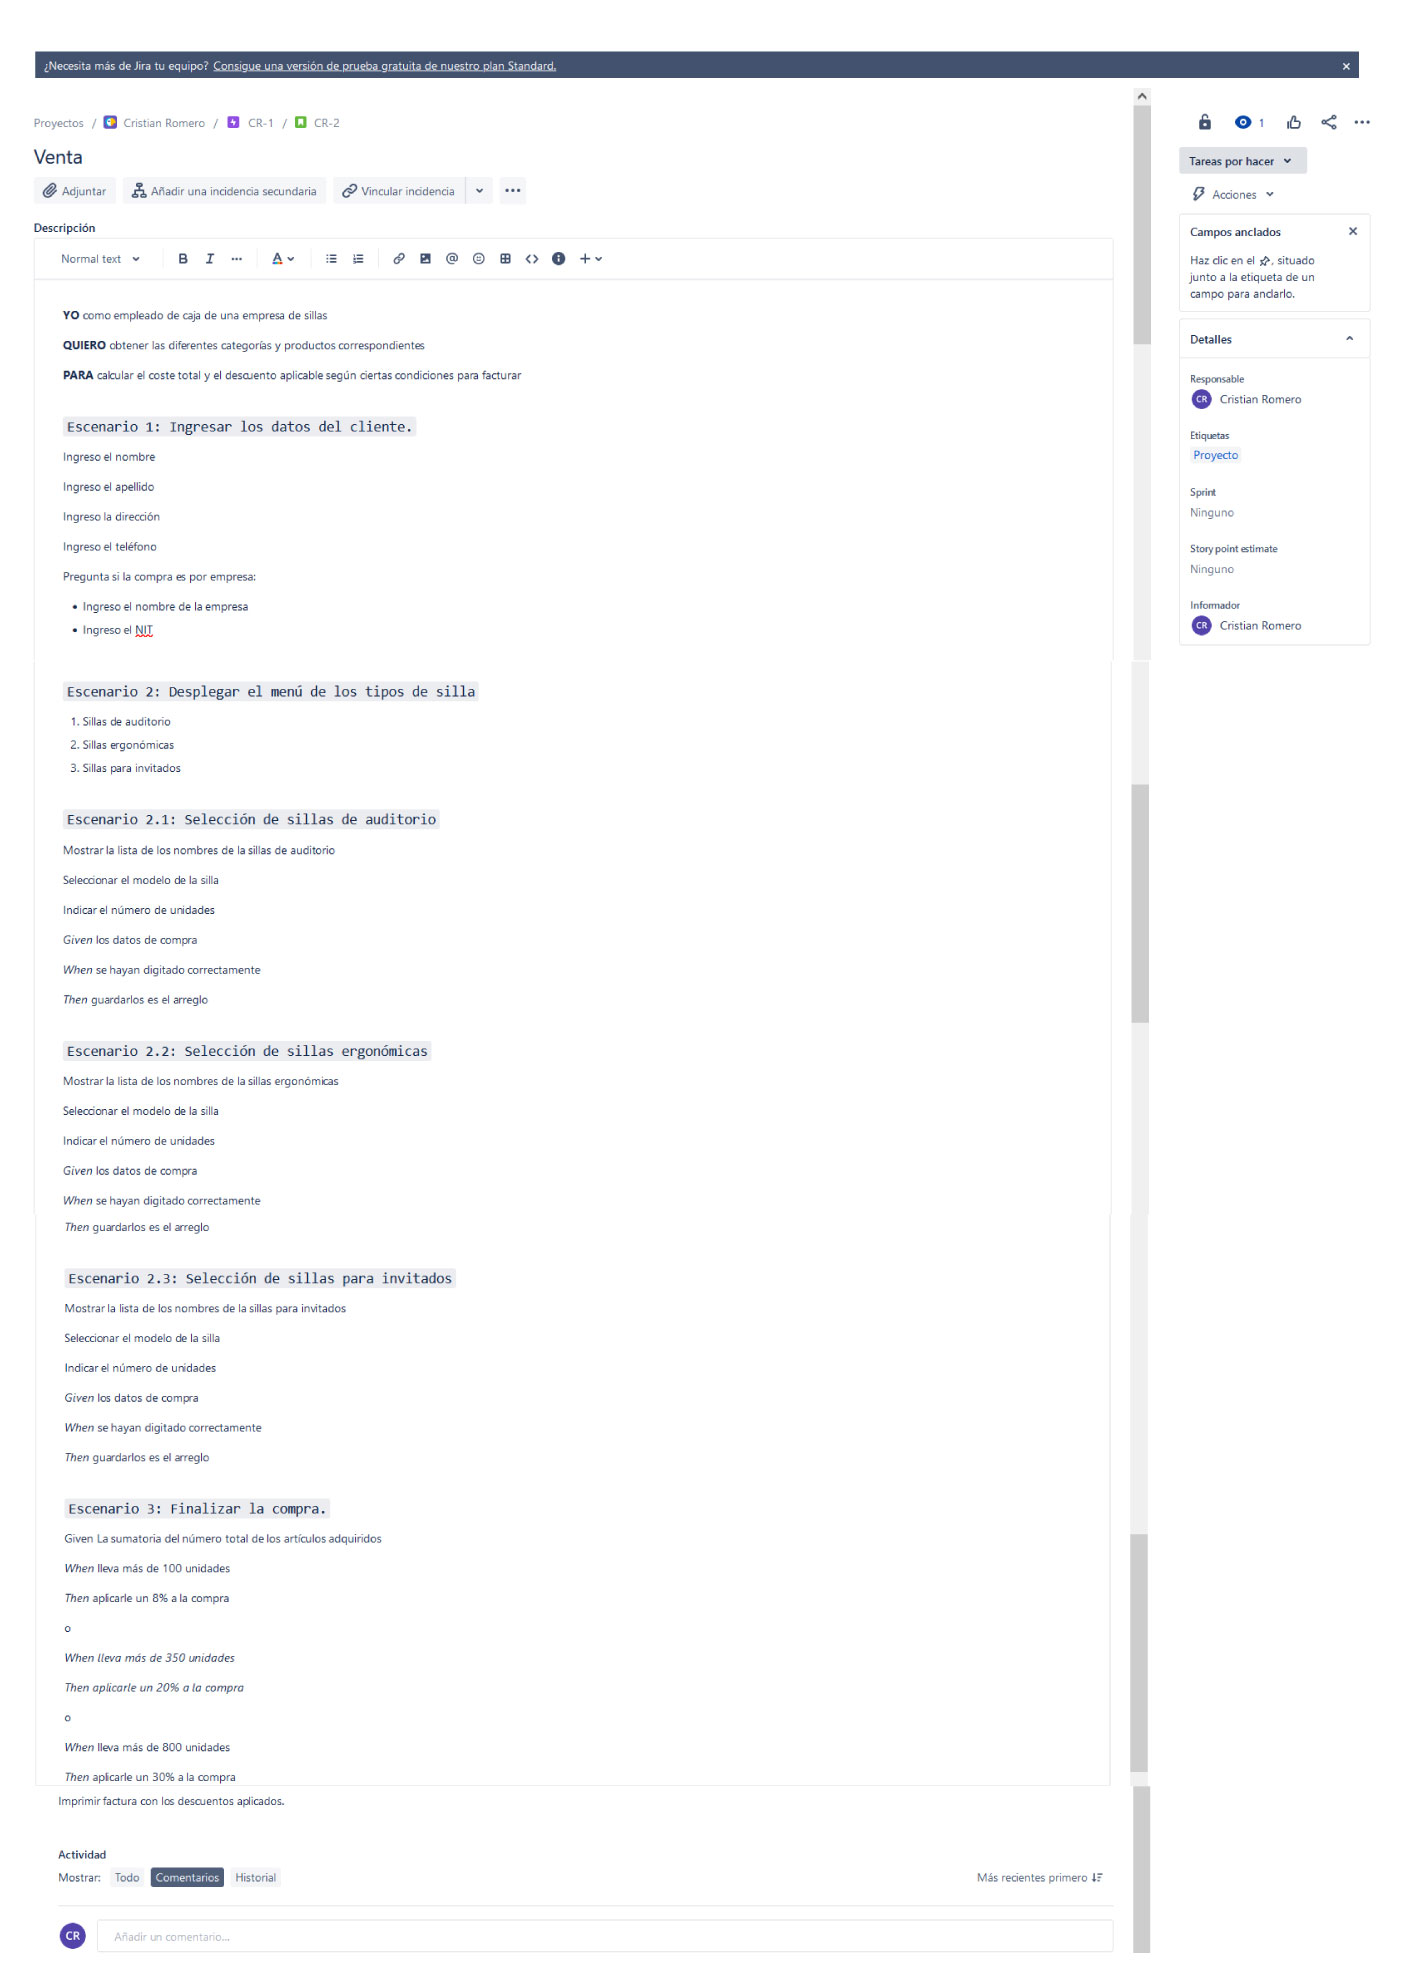 ¿Necesita más de Jira tu equipo? Consigue una versión de prueba gratuita de nuestro plan Standard.
Proyectos / Cristian Romero / CR-1 / CR-2
1
Venta
Tareas por hacer
Adjuntar Añadir una incidencia secundaria Vincular incidencia
Acciones
Descripción
Normal text B I ... A
Campos anclados
Haz clic en el , situado
junto a la etiqueta de un
campo para anclarlo.
YO como empleado de caja de una empresa de sillas
QUIERO obtener las diferentes categorías y productos correspondientes
PARA calcular el coste total y el descuento aplicable según ciertas condiciones para facturar
Detalles
Responsable
CR Cristian Romero
Etiquetas
Proyecto
Sprint
Ninguno
Story point estimate
Ninguno
Informador
CR Cristian Romero
Escenario 1: Ingresar los datos del cliente.
Ingreso el nombre
Ingreso el apellido
Ingreso la dirección
Ingreso el teléfono
Pregunta si la compra es por empresa:
• Ingreso el nombre de la empresa
• Ingreso el NIT
Escenario 2: Desplegar el menú de los tipos de silla
1. Sillas de auditorio
2. Sillas ergonómicas
3. Sillas para invitados
Escenario 2.1: Selección de sillas de auditorio
Mostrar la lista de los nombres de la sillas de auditorio
Seleccionar el modelo de la silla
Indicar el número de unidades
Given los datos de compra
When se hayan digitado correctamente
Then guardarlos es el arreglo
Escenario 2.2: Selección de sillas ergonómicas
Mostrar la lista de los nombres de la sillas ergonómicas
Seleccionar el modelo de la silla
Indicar el número de unidades
Given los datos de compra
When se hayan digitado correctamente
Then guardarlos es el arreglo
Escenario 2.3: Selección de sillas para invitados
Mostrar la lista de los nombres de la sillas para invitados
Seleccionar el modelo de la silla
Indicar el número de unidades
Given los datos de compra
When se hayan digitado correctamente
Then guardarlos es el arreglo
Escenario 3: Finalizar la compra.
Given La sumatoria del número total de los artículos adquiridos
When lleva más de 100 unidades
Then aplicarle un 8% a la compra
o
When lleva más de 350 unidades
Then aplicarle un 20% a la compra
o
When lleva más de 800 unidades
Then aplicarle un 30% a la compra
Imprimir factura con los descuentos aplicados.
Actividad
Mostrar: Todo Comentarios Historial Más recientes primero
CR Añadir un comentario...